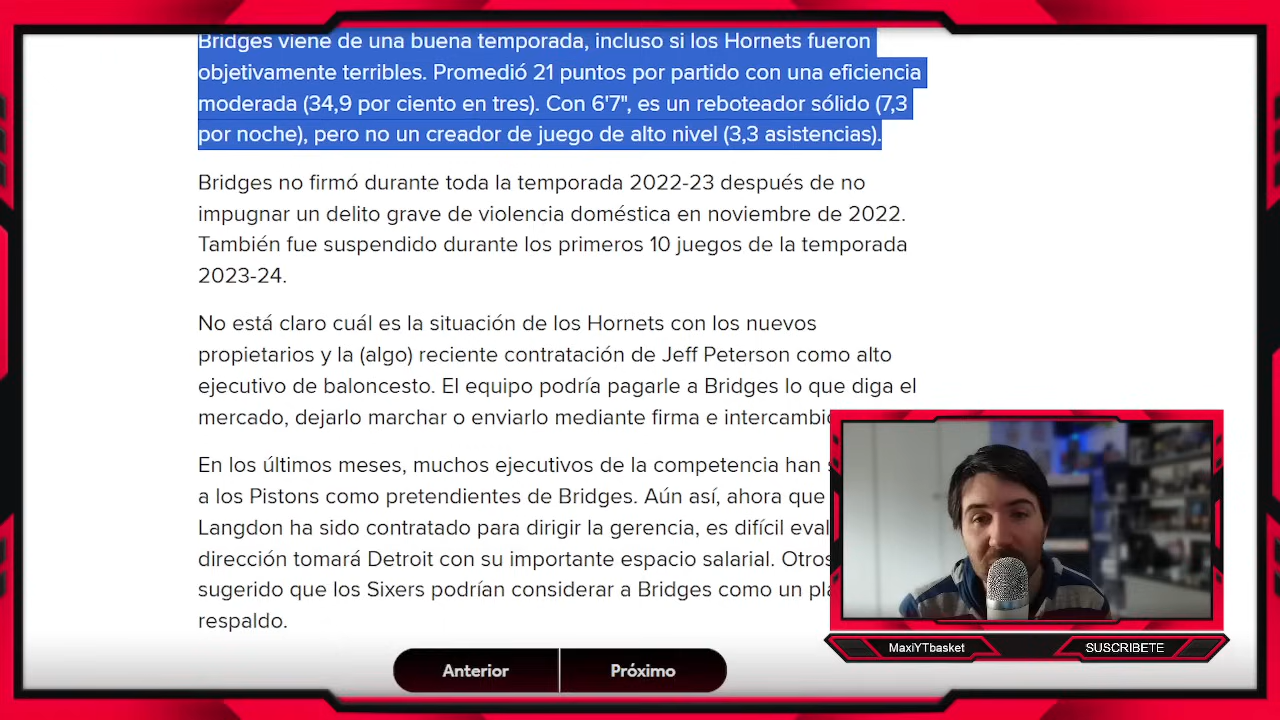 Bridges viene de una buena temporada, incluso si los Hornets fueron
objetivamente terribles. Promedió 21 puntos por partido con una eficiencia
moderada (34,9 por ciento en tres). Con 6'7", es un reboteador sólido (7,3
por noche), pero no un creador de juego de alto nivel (3,3 asistencias).
Bridges no firmó durante toda la temporada 2022-23 después de no
impugnar un delito grave de violencia doméstica en noviembre de 2022.
También fue suspendido durante los primeros 10 juegos de la temporada
2023-24.
No está claro cuál es la situación de los Hornets con los nuevos
propietarios y la (algo) reciente contratación de Jeff Peterson como alto
ejecutivo de baloncesto. El equipo podría pagarle a Bridges lo que diga el
mercado, dejarlo marchar o enviarlo mediante firma e
En los últimos meses, muchos ejecutivos de la competencia han
a los Pistons como pretendientes de Bridges. Aún así, ahora que
Langdon ha sido contratado para dirigir la gerencia, es difícil
dirección tomará Detroit con su importante espacio salarial. Otros
sugerido que los Sixers podrían considerar a Bridges como un
respaldo.
Anterior
Próximo
MaxiYTbasket
SUSCRIBETE